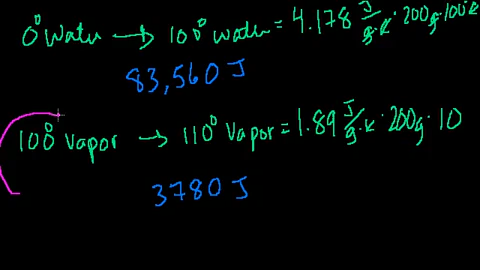 0° Water → 100° water = 4.178 J/g·K · 200g · 100K
83,560 J
100° vapor → 110° vapor = 1.89 J/g·K · 200g · 10
3780 J